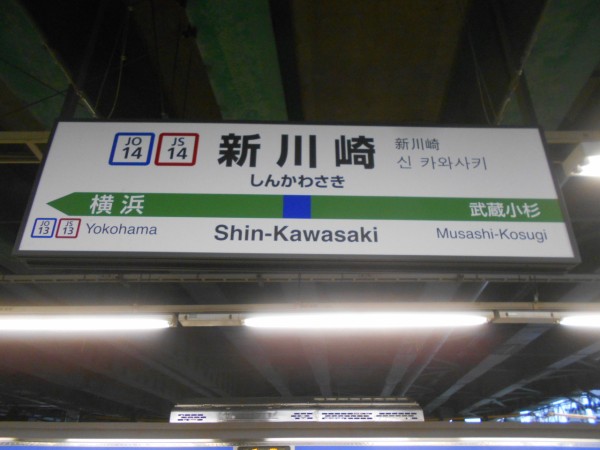 JO 14 JS 14 新川崎 新川崎
신 카와사키
しんかわさき
横浜 武蔵小杉
JO 13 JS 13 Yokohama Shin-Kawasaki Musashi-Kosugi